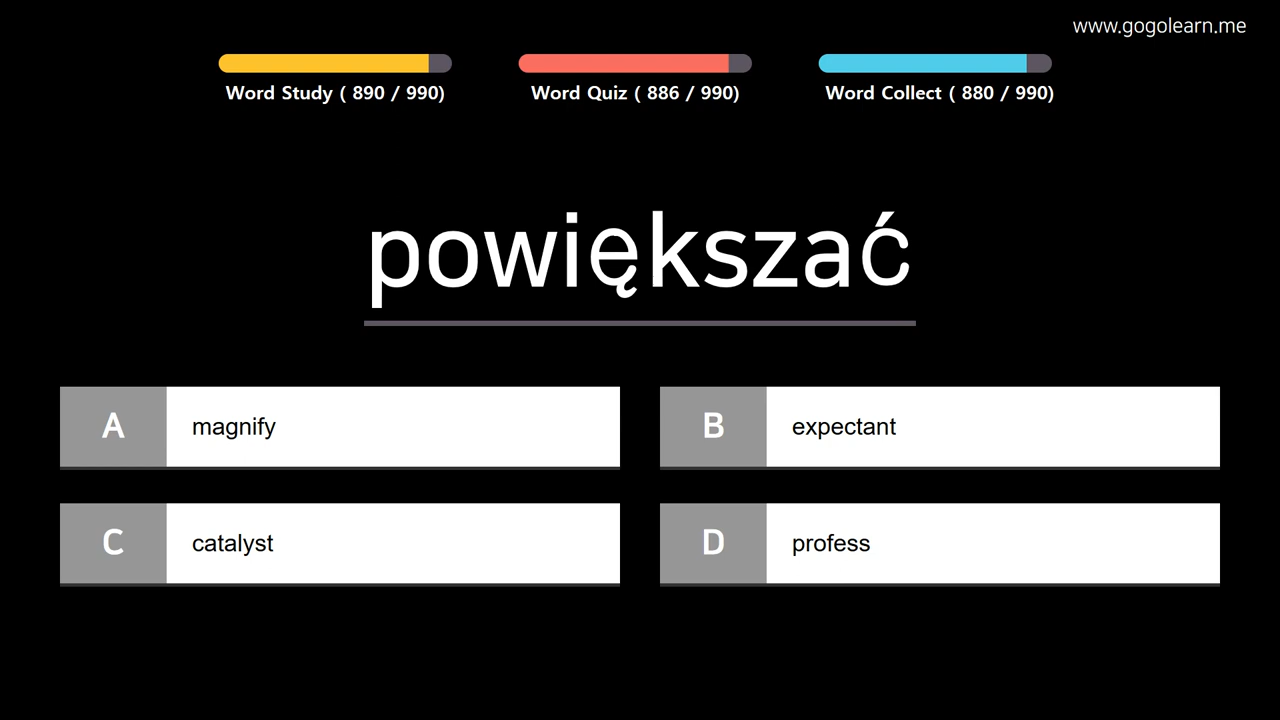 www.gogolearn.me
Word Study ( 890 / 990)
Word Quiz ( 886 / 990)
Word Collect ( 880 / 990)
powiększać
A magnify
B expectant
C catalyst
D profess